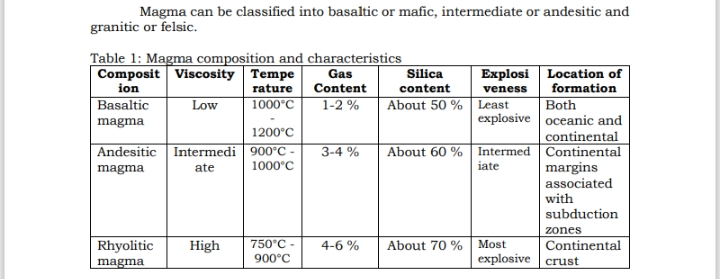 Magma can be classified into basaltic or mafic, intermediate or andesitic and
granitic or felsic.
Table 1: Magma composition and characteristics
Composit
ion
Viscosity
Tempe
rature
Gas
Content
Silica
content
Explosi
veness
Location of
formation
Basaltic
magma
Low
1000°C
-
1200°C
1-2 %
About 50 %
Least
explosive
Both
oceanic and
continental
Andesitic
magma
Intermedi
ate
900°C -
1000°C
3-4 %
About 60 %
Intermed
iate
Continental
margins
associated
with
subduction
zones
Rhyolitic
magma
High
750°C -
900°C
4-6 %
About 70 %
Most
explosive
Continental
crust